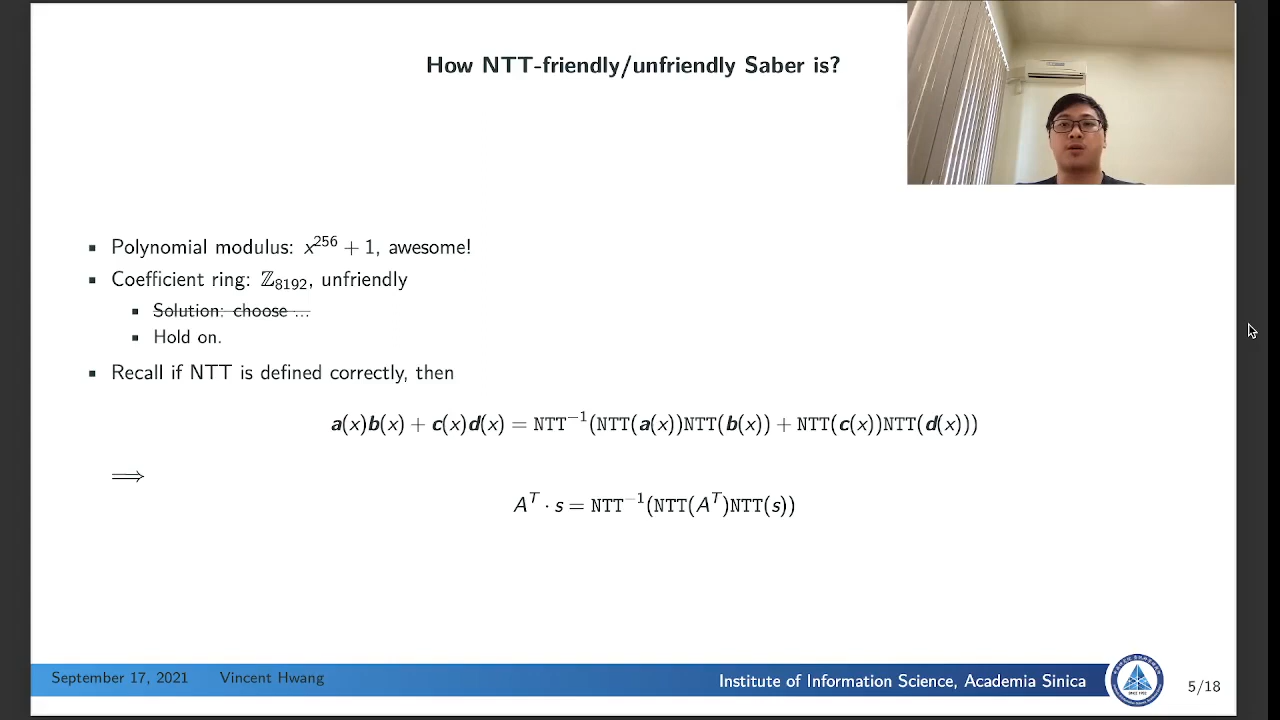 How NTT-friendly/unfriendly Saber is?
▪ Polynomial modulus: x^256 + 1, awesome!
▪ Coefficient ring: ℤ_8192, unfriendly
▪ Solution: choose ...
▪ Hold on.
▪ Recall if NTT is defined correctly, then
a(x)b(x) + c(x)d(x) = NTT^−1(NTT(a(x))NTT(b(x)) + NTT(c(x))NTT(d(x)))
⟹
A^T · s = NTT^−1(NTT(A^T)NTT(s))
September 17, 2021 Vincent Hwang Institute of Information Science, Academia Sinica 5/18